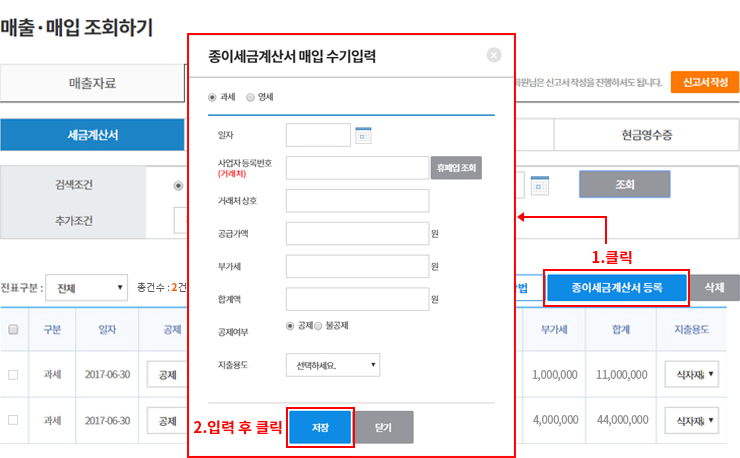 매출·매입 조회하기
매출자료
회원님은 신고서 작성을 진행하셔도 됩니다.
신고서 작성
세금계산서
현금영수증
검색조건
조회
추가조건
전표구분 :
전체
총건수 : 2건
종이세금계산서 등록
삭제
구분
일자
공제
부가세
합계
지출용도
과세
2017-06-30
공제
1,000,000
11,000,000
식자재
과세
2017-06-30
공제
4,000,000
44,000,000
식자재
종이세금계산서 매입 수기입력
과세
영세
일자
사업자 등록번호
(거래처)
휴폐업 조회
거래처 상호
공급가액
원
부가세
원
합계액
원
공제여부
공제
불공제
지출용도
선택하세요.
저장
닫기
1.클릭
2.입력 후 클릭